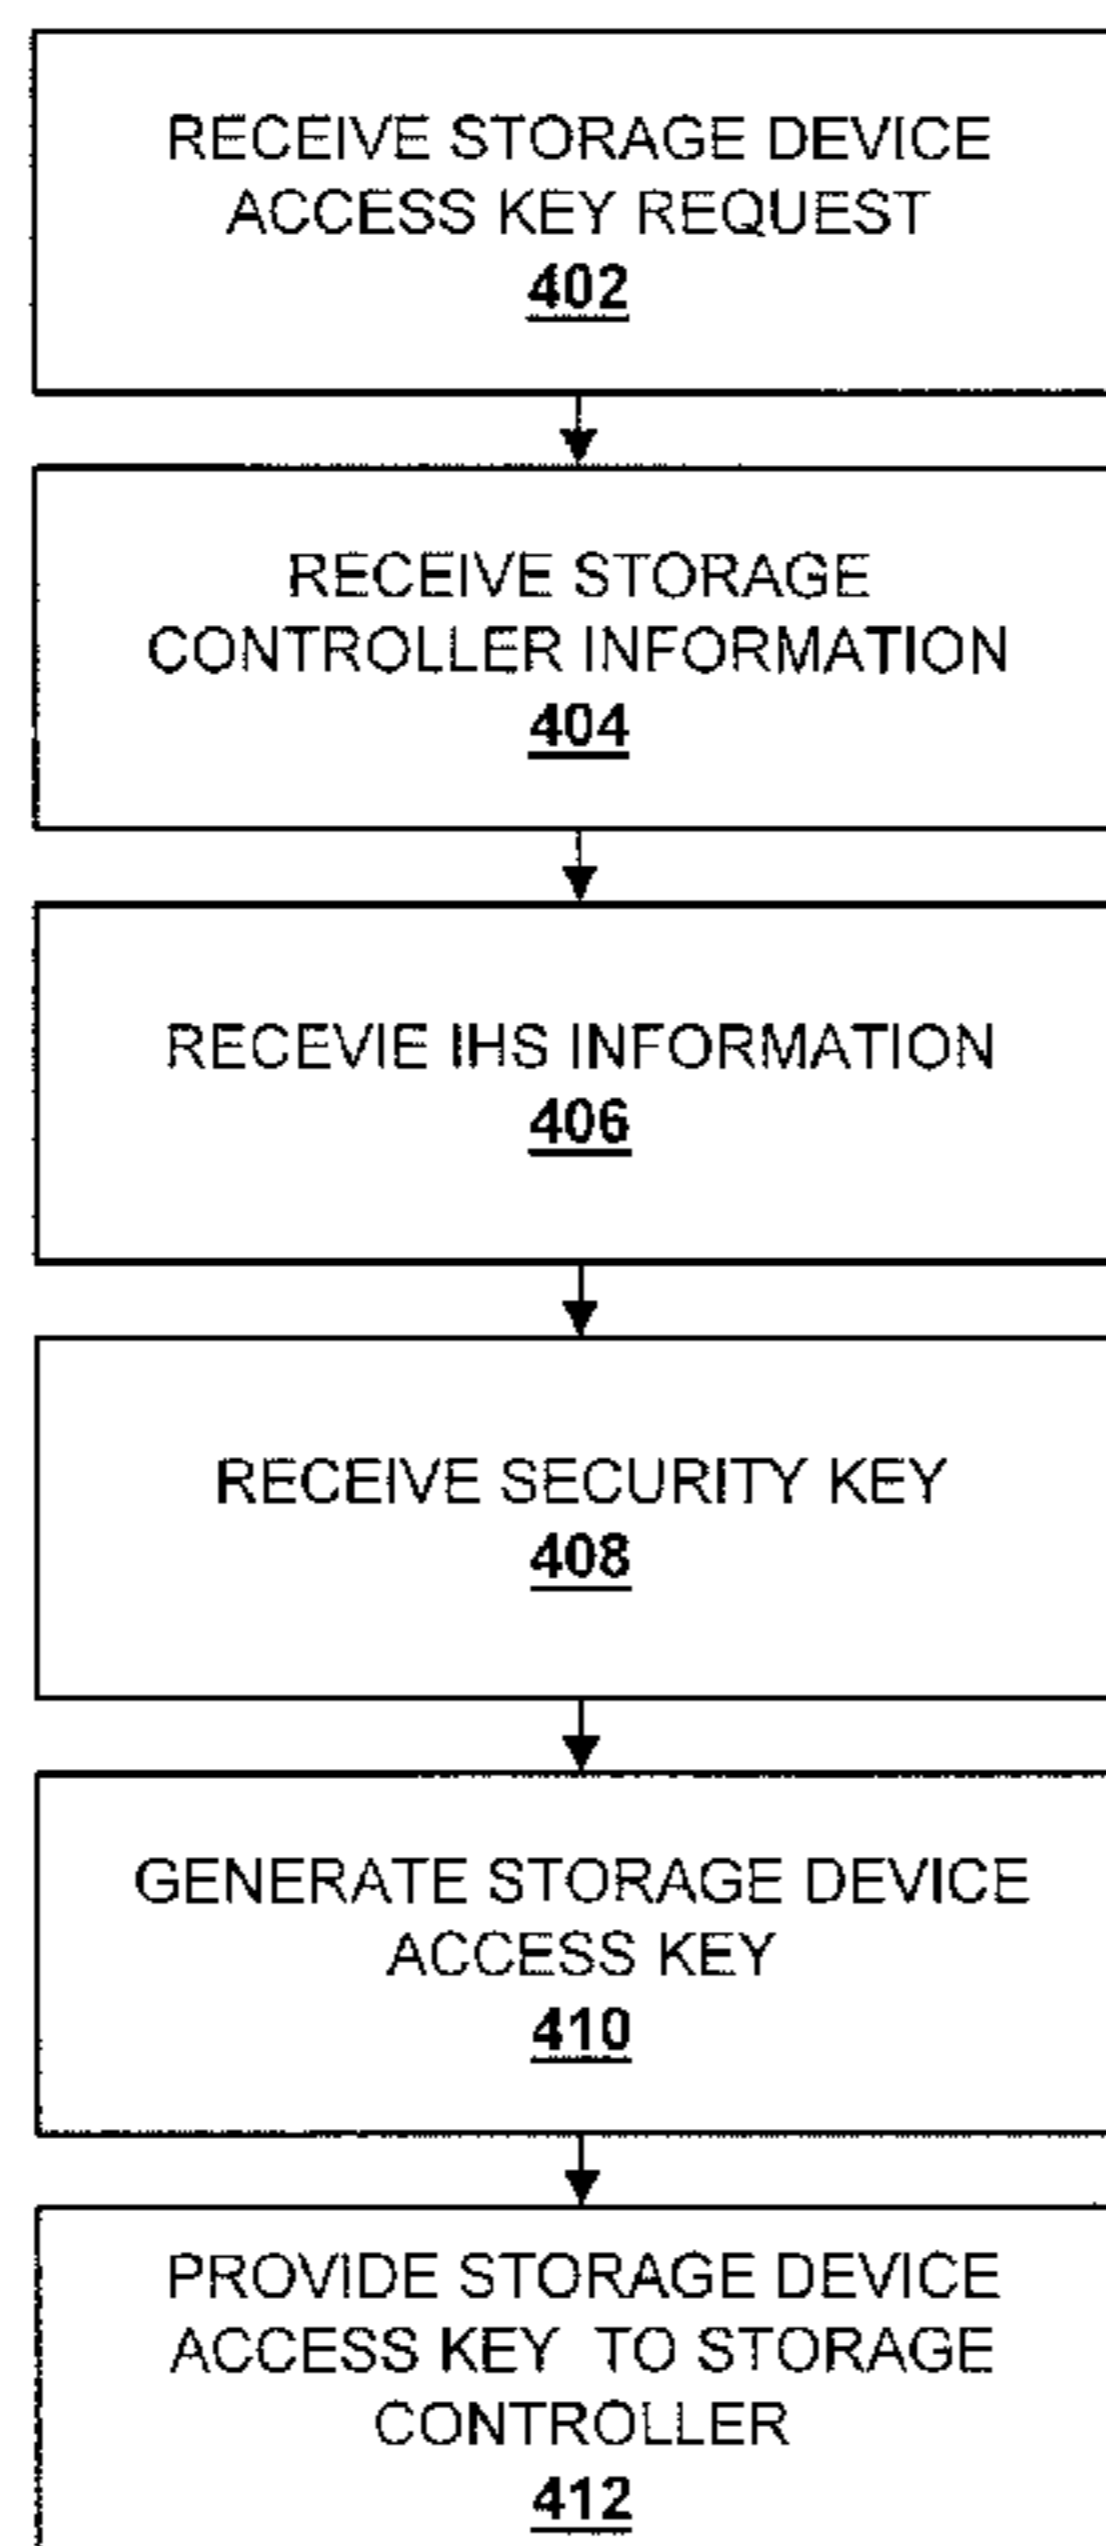 RECEIVE STORAGE DEVICE
ACCESS KEY REQUEST
402
RECEIVE STORAGE
CONTROLLER INFORMATION
404
RECEVIE IHS INFORMATION
406
RECEIVE SECURITY KEY
408
GENERATE STORAGE DEVICE
ACCESS KEY
410
PROVIDE STORAGE DEVICE
ACCESS KEY TO STORAGE
CONTROLLER
412